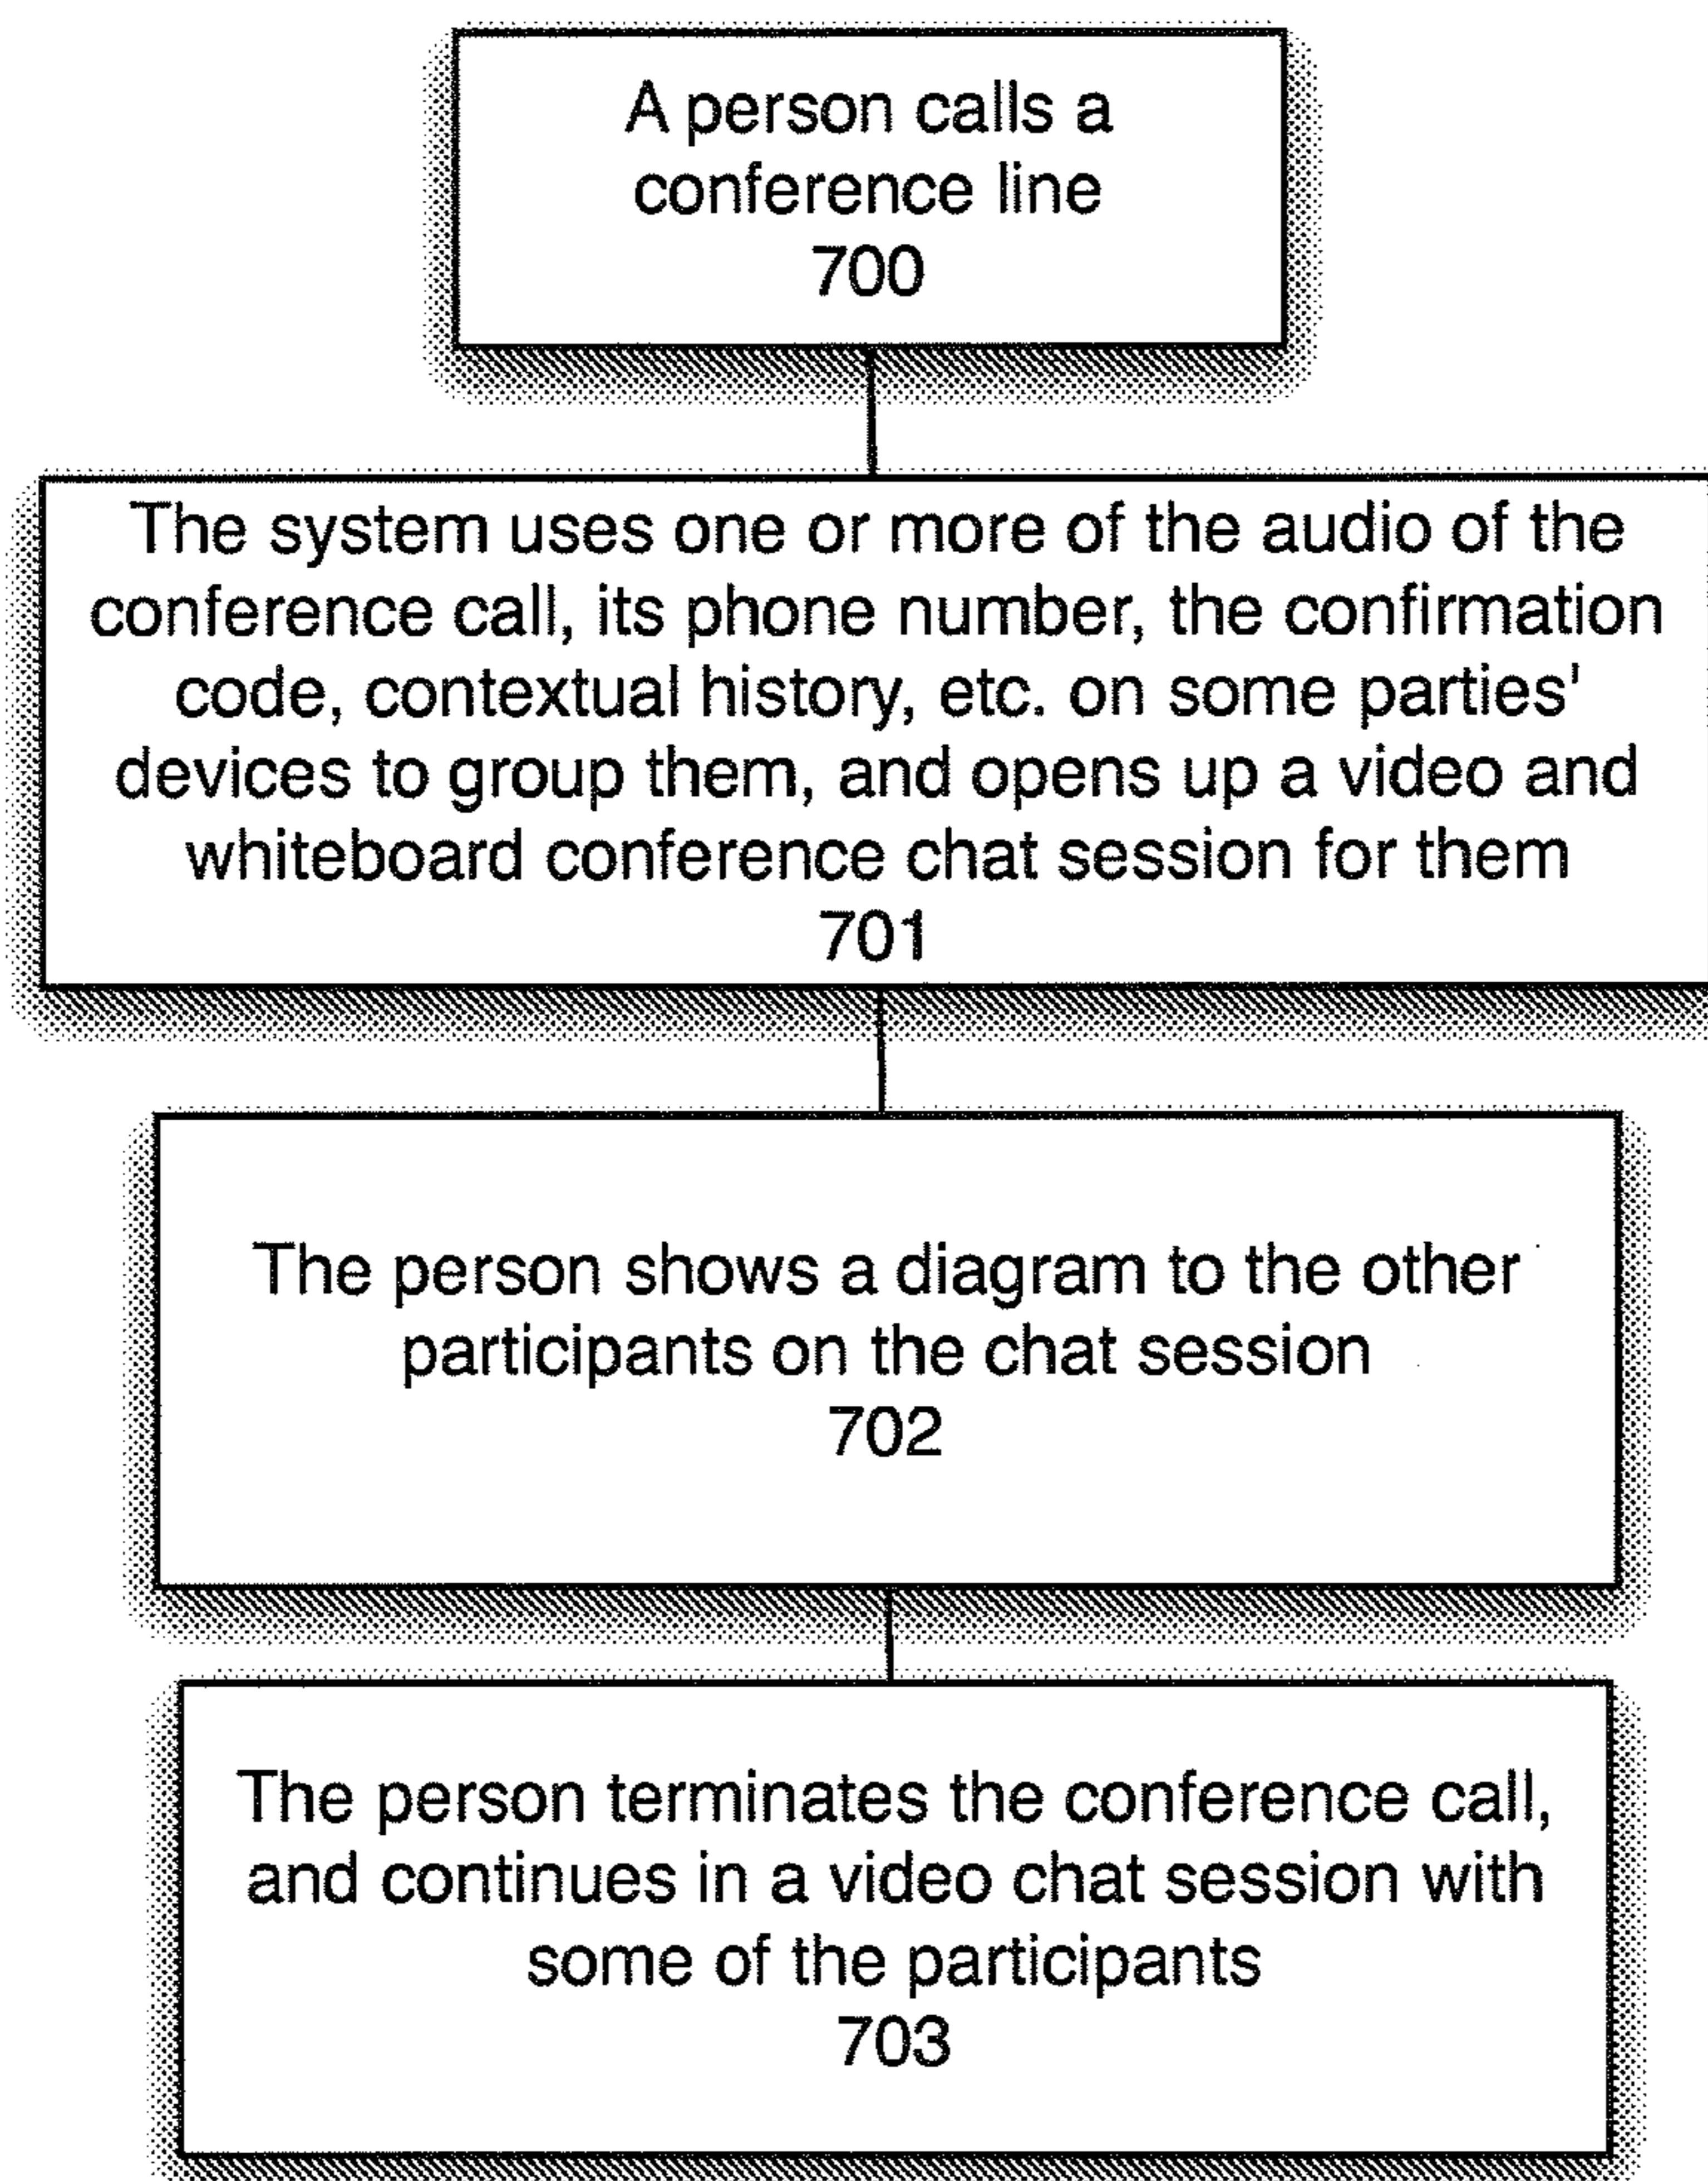 A person calls a
conference line
700
The system uses one or more of the audio of the
conference call, its phone number, the confirmation
code, contextual history, etc. on some parties'
devices to group them, and opens up a video and
whiteboard conference chat session for them
701
The person shows a diagram to the other
participants on the chat session
702
The person terminates the conference call,
and continues in a video chat session with
some of the participants
703